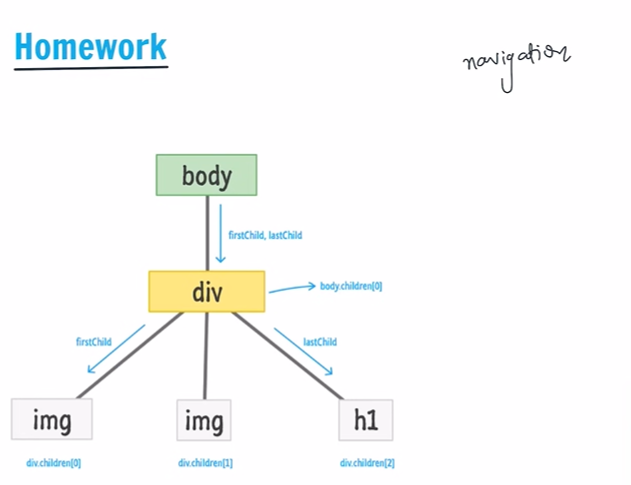 Homework
navigation
body
firstChild, lastChild
div
body.children[0]
firstChild
lastChild
img
img
h1
div.children[0]
div.children[1]
div.children[2]